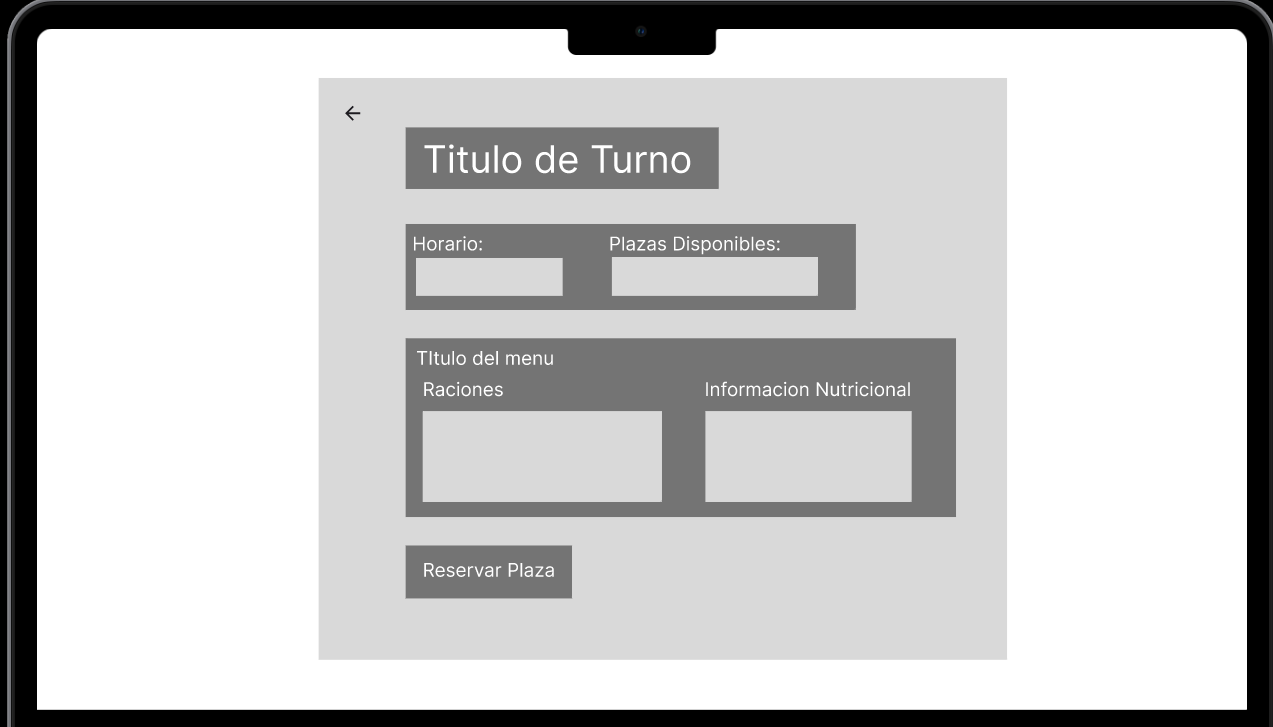 Titulo de Turno
Horario:
Plazas Disponibles:
TItulo del menu
Raciones
Informacion Nutricional
Reservar Plaza